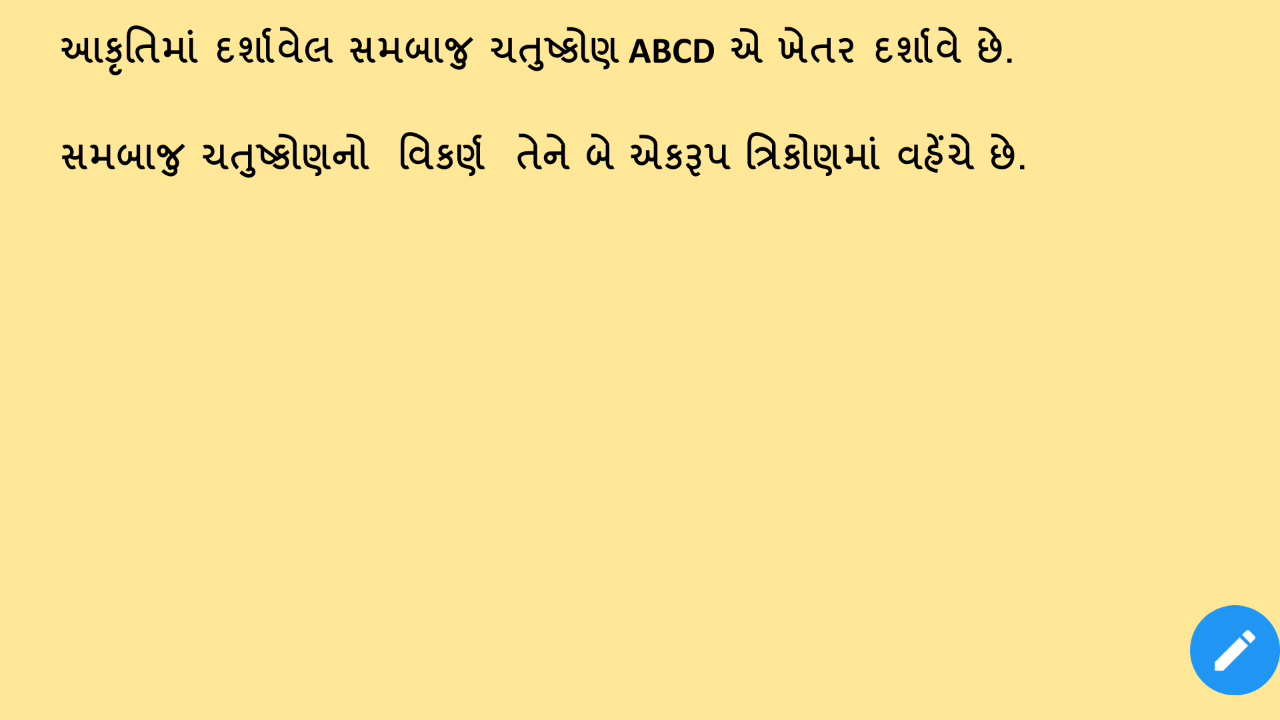 આકૃતિમાં દર્શાવેલ સમબાજુ ચતુષ્કોણ ABCD એ ખેતર દર્શાવે છે.
સમબાજુ ચતુષ્કોણનો વિકર્ણ તેને બે એકરૂપ ત્રિકોણમાં વહેંચે છે.